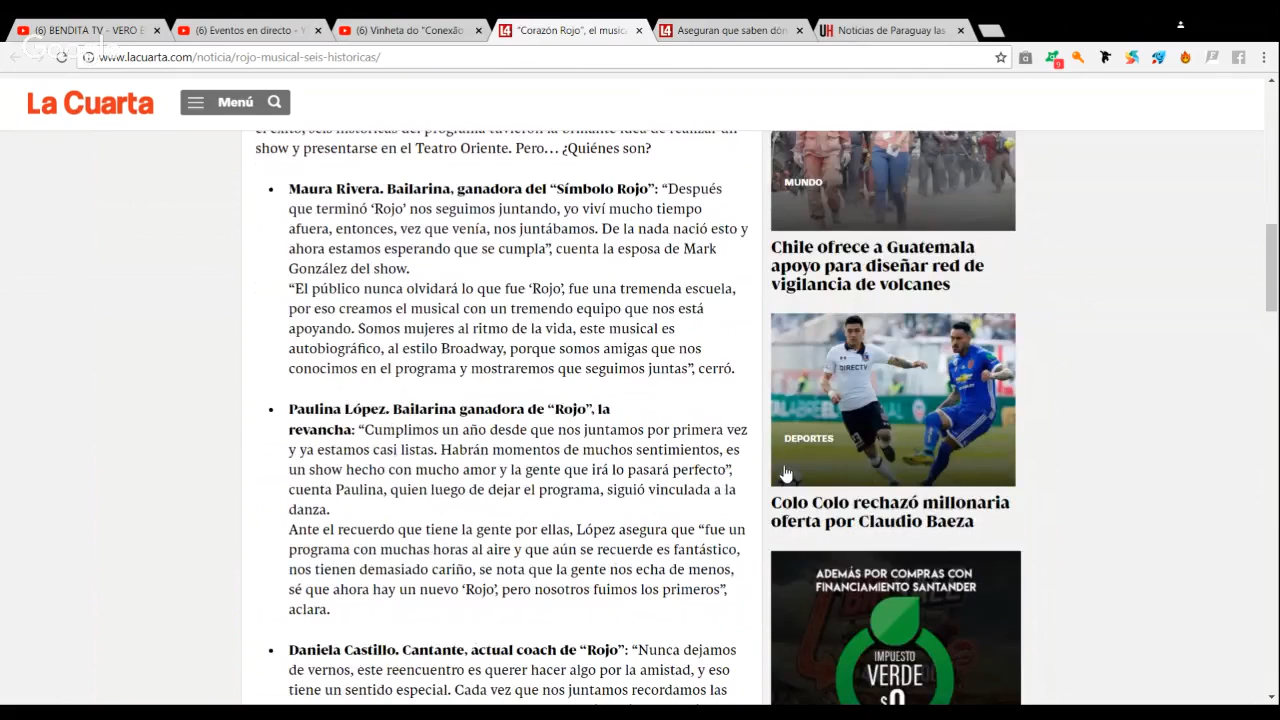 (6) BENDITA TV - VERO E
(6) Eventos en directo - Y
(6) Vinheta do "Conexão
"Corazón Rojo", el music
Aseguran que saben dón
Noticias de Paraguay las
www.lacuarta.com/noticia/rojo-musical-seis-historicas/
9
La Cuarta
Menú
el éxito, seis históricas del programa tuvieron la brillante idea de realizar un
show y presentarse en el Teatro Oriente. Pero… ¿Quiénes son?
• Maura Rivera. Bailarina, ganadora del “Símbolo Rojo”: “Después
que terminó ‘Rojo’ nos seguimos juntando, yo viví mucho tiempo
afuera, entonces, vez que venía, nos juntábamos. De la nada nació esto y
ahora estamos esperando que se cumpla”, cuenta la esposa de Mark
González del show.
“El público nunca olvidará lo que fue ‘Rojo’, fue una tremenda escuela,
por eso creamos el musical con un tremendo equipo que nos está
apoyando. Somos mujeres al ritmo de la vida, este musical es
autobiográfico, al estilo Broadway, porque somos amigas que nos
conocimos en el programa y mostraremos que seguimos juntas”, cerró.
• Paulina López. Bailarina ganadora de “Rojo”, la
revancha: “Cumplimos un año desde que nos juntamos por primera vez
y ya estamos casi listas. Habrán momentos de muchos sentimientos, es
un show hecho con mucho amor y la gente que irá lo pasará perfecto”,
cuenta Paulina, quien luego de dejar el programa, siguió vinculada a la
danza.
Ante el recuerdo que tiene la gente por ellas, López asegura que “fue un
programa con muchas horas al aire y que aún se recuerde es fantástico,
nos tienen demasiado cariño, se nota que la gente nos echa de menos,
sé que ahora hay un nuevo ‘Rojo’, pero nosotros fuimos los primeros”,
aclara.
• Daniela Castillo. Cantante, actual coach de “Rojo”: “Nunca dejamos
de vernos, este reencuentro es querer hacer algo por la amistad, y eso
tiene un sentido especial. Cada vez que nos juntamos recordamos las
MUNDO
Chile ofrece a Guatemala
apoyo para diseñar red de
vigilancia de volcanes
DIRECTV
DEPORTES
Colo Colo rechazó millonaria
oferta por Claudio Baeza
ADEMÁS POR COMPRAS CON
FINANCIAMIENTO SANTANDER
IMPUESTO
VERDE
$0